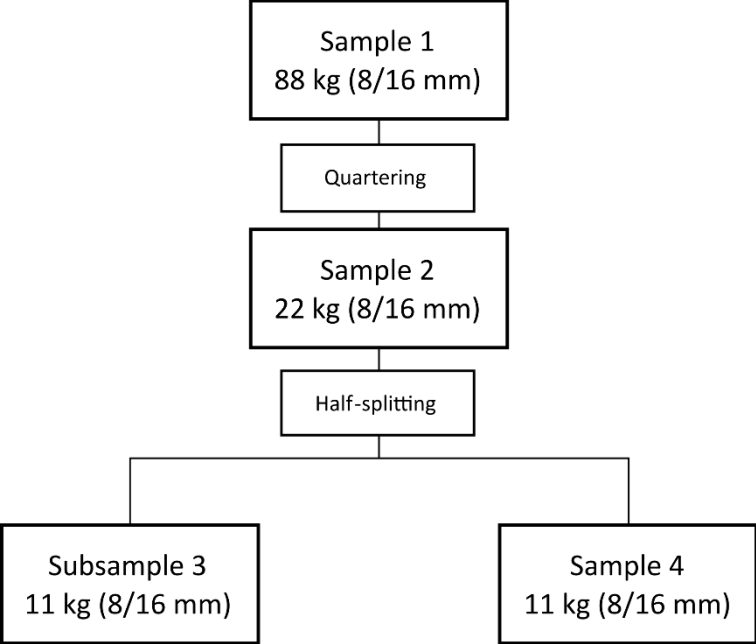 Sample 1
88 kg (8/16 mm)
Quartering
Sample 2
22 kg (8/16 mm)
Half-splitting
Subsample 3
11 kg (8/16 mm)
Sample 4
11 kg (8/16 mm)